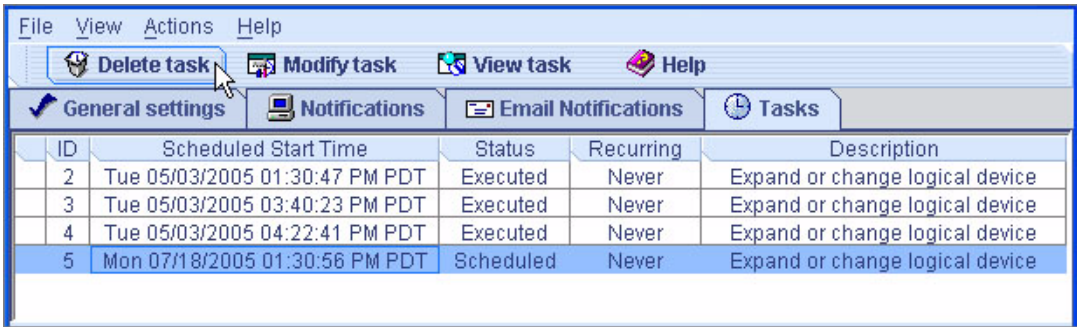 File View Actions Help
Delete task Modify task View task Help
General settings Notifications Email Notifications Tasks
ID Scheduled Start Time Status Recurring Description
2 Tue 05/03/2005 01:30:47 PM PDT Executed Never Expand or change logical device
3 Tue 05/03/2005 03:40:23 PM PDT Executed Never Expand or change logical device
4 Tue 05/03/2005 04:22:41 PM PDT Executed Never Expand or change logical device
5 Mon 07/18/2005 01:30:56 PM PDT Scheduled Never Expand or change logical device